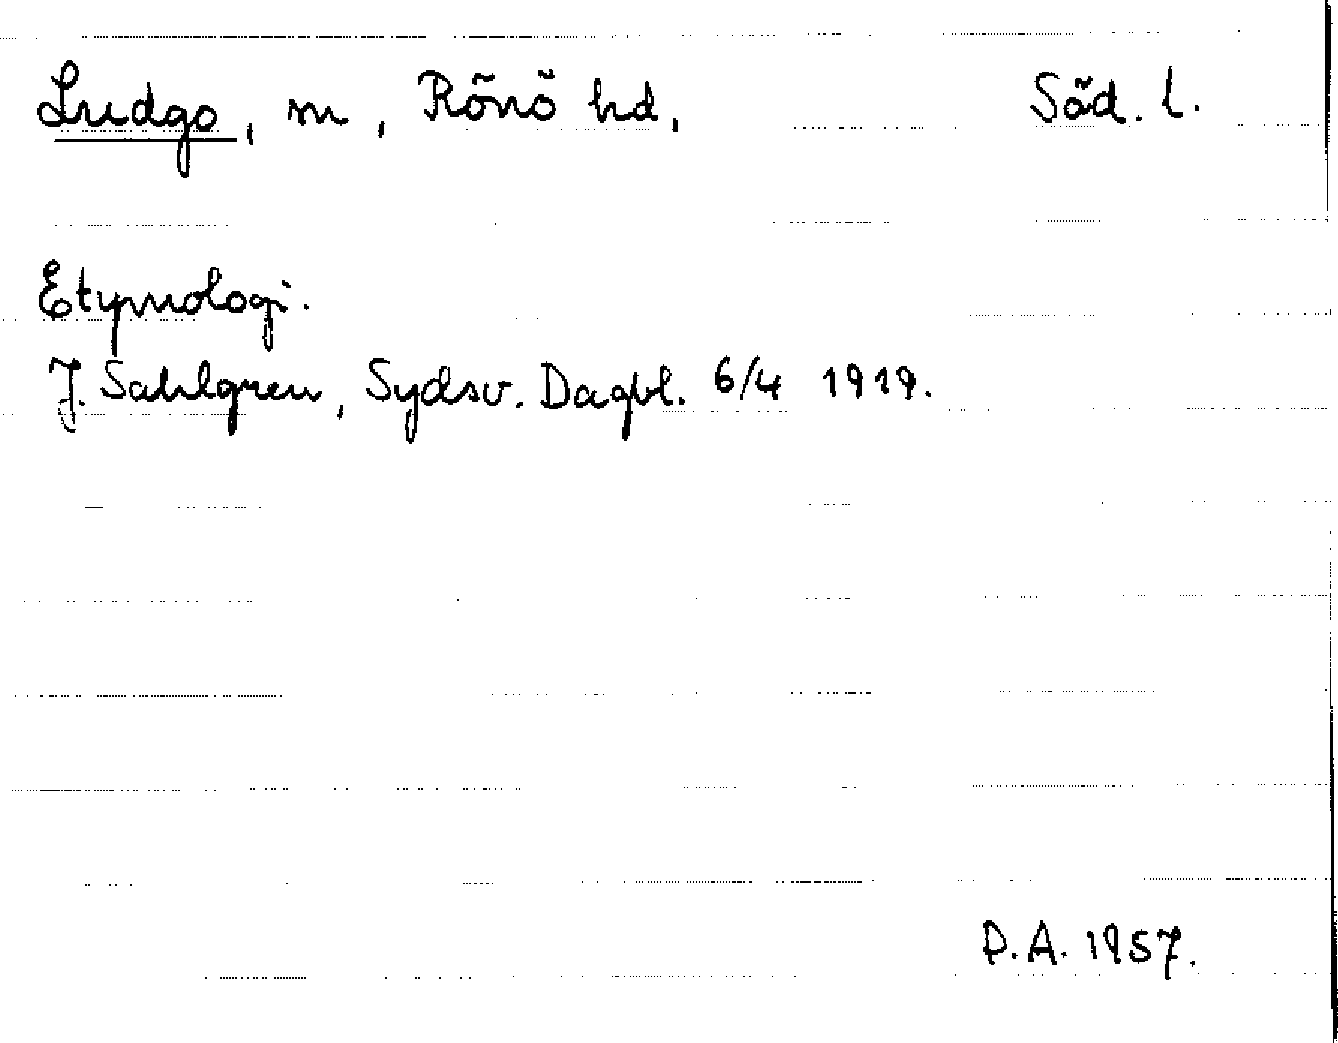 Ludgo, m, Rönö hd, Söd. l.
Etymologi.
J. Sahlgren, Sydsv. Dagbl. 6/4 1919.
P.A. 1957.